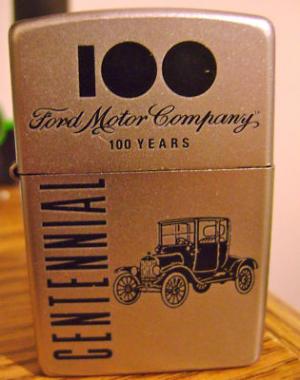 100
Ford Motor Company
100 YEARS
CENTENNIAL